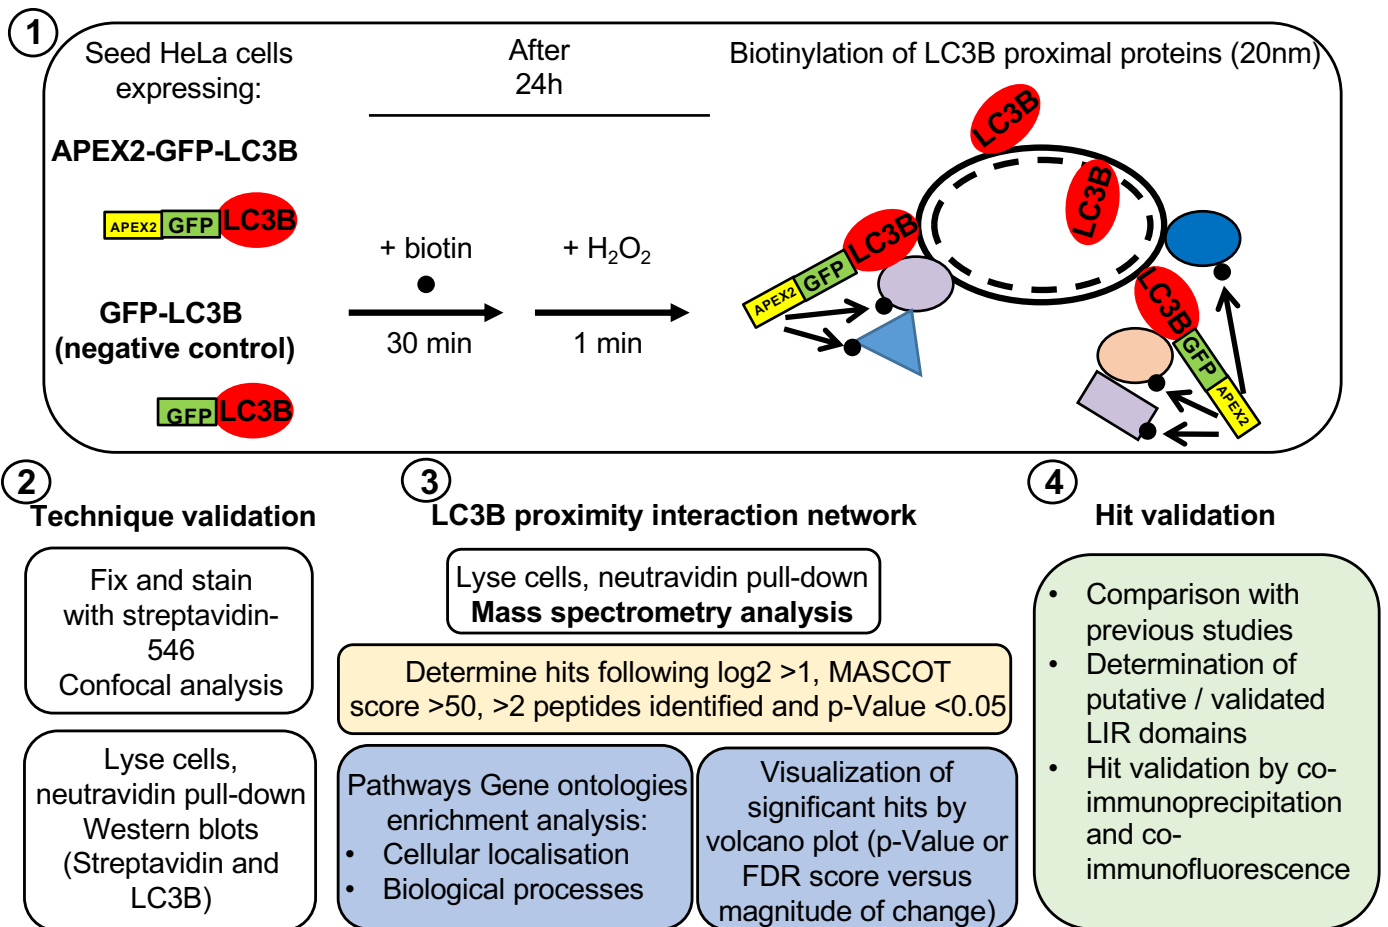 1
Seed HeLa cells
expressing:
APEX2-GFP-LC3B
APEX2 GFP LC3B
GFP-LC3B
(negative control)
GFP LC3B
After
24h
+ biotin
30 min
+ H₂O₂
1 min
Biotinylation of LC3B proximal proteins (20nm)
LC3B
LC3B
APEX2 GFP LC3B
LC3B GFP APEX2
2
Technique validation
Fix and stain
with streptavidin-
546
Confocal analysis
Lyse cells,
neutravidin pull-down
Western blots
(Streptavidin and
LC3B)
3
LC3B proximity interaction network
Lyse cells, neutravidin pull-down
Mass spectrometry analysis
Determine hits following log2 >1, MASCOT
score >50, >2 peptides identified and p-Value <0.05
Pathways Gene ontologies
enrichment analysis:
• Cellular localisation
• Biological processes
Visualization of
significant hits by
volcano plot (p-Value or
FDR score versus
magnitude of change)
4
Hit validation
• Comparison with
previous studies
• Determination of
putative / validated
LIR domains
• Hit validation by co-
immunoprecipitation
and co-
immunofluorescence